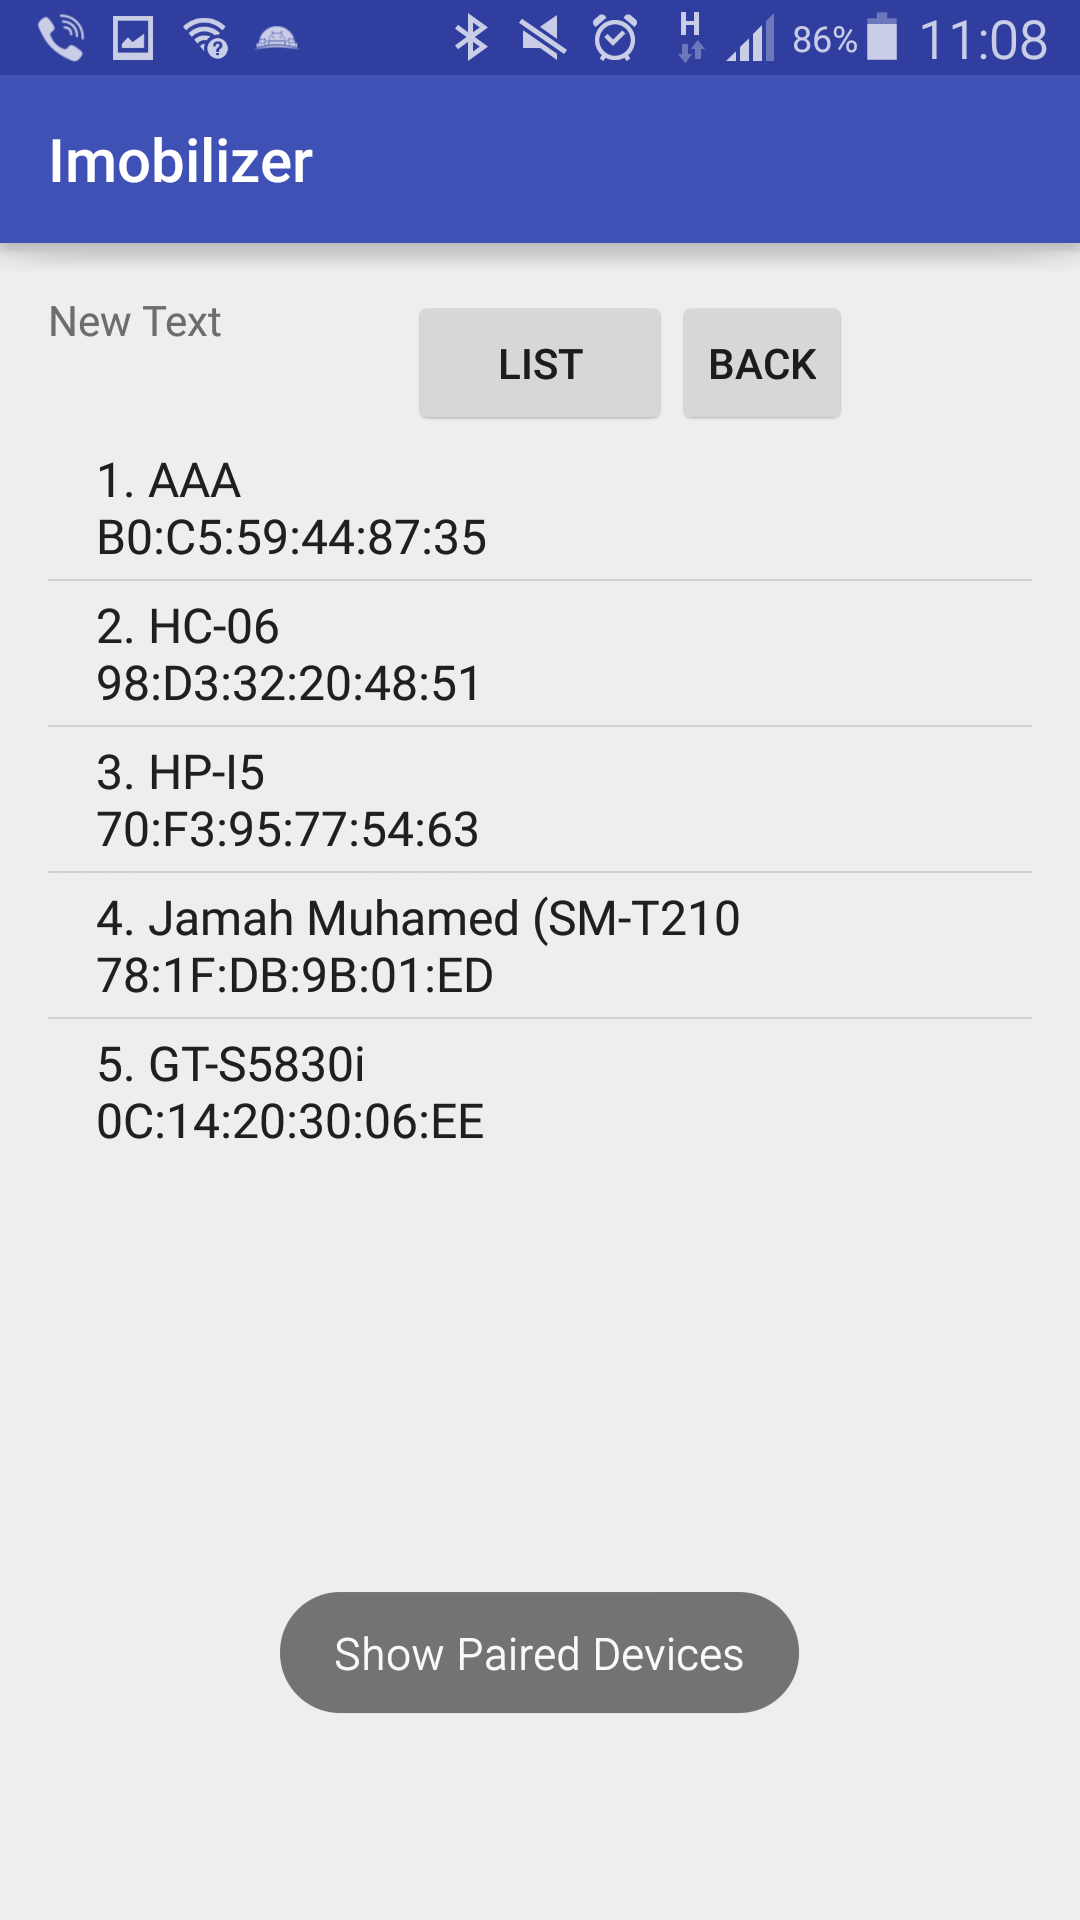 H
86%
11:08
Imobilizer
New Text
LIST
BACK
1. AAA
B0:C5:59:44:87:35
2. HC-06
98:D3:32:20:48:51
3. HP-I5
70:F3:95:77:54:63
4. Jamah Muhamed (SM-T210
78:1F:DB:9B:01:ED
5. GT-S5830i
0C:14:20:30:06:EE
Show Paired Devices